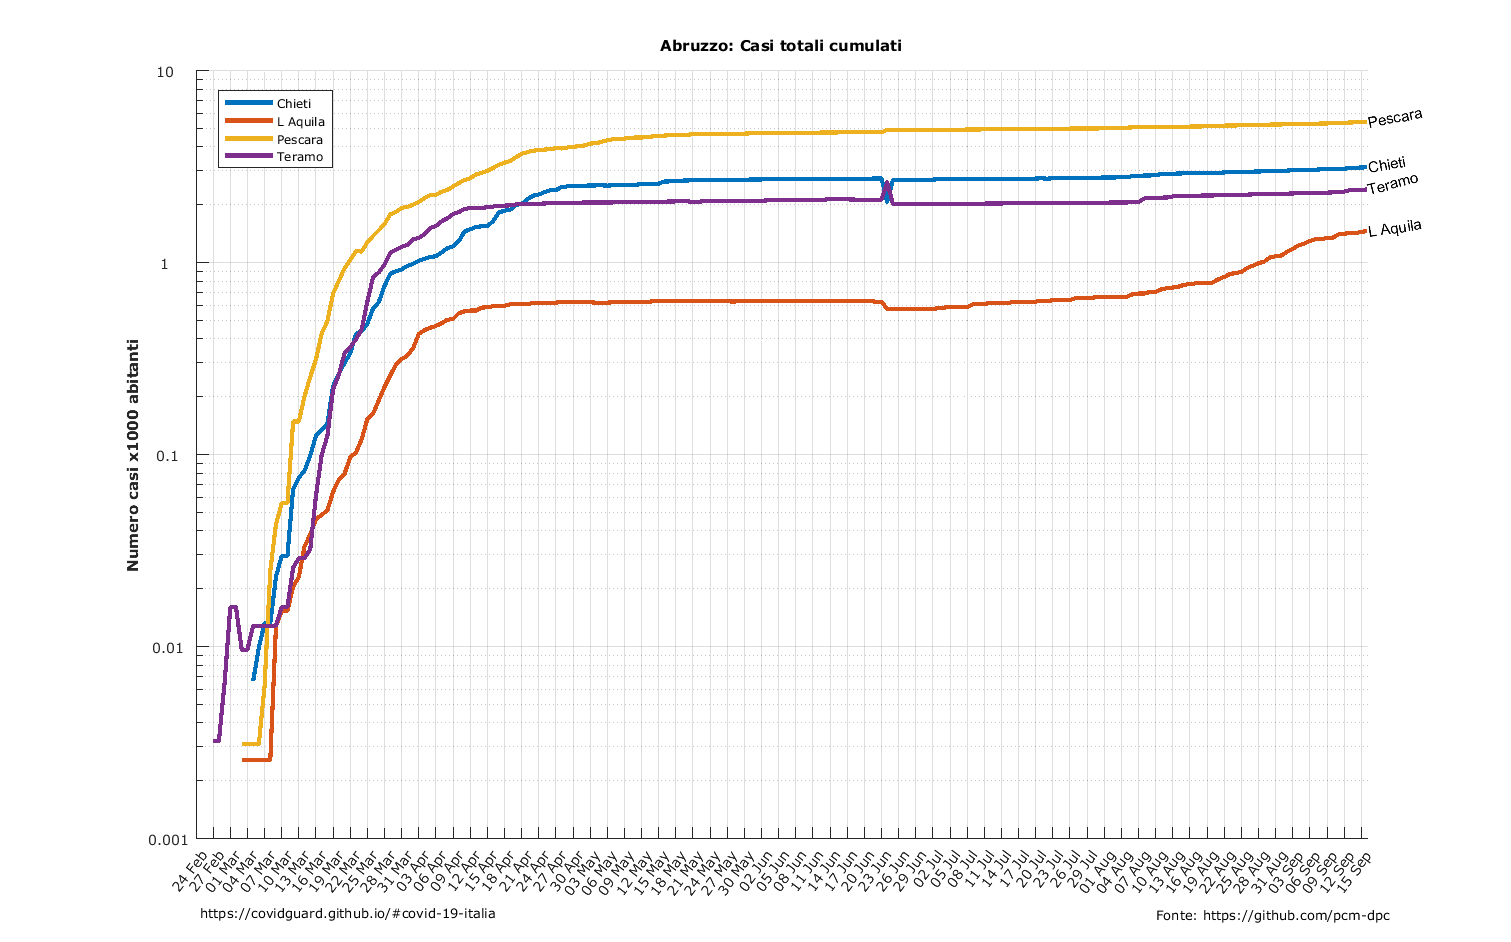 Abruzzo: Casi totali cumulati
10
1
0.1
0.01
0.001
Numero casi x1000 abitanti
Chieti
L Aquila
Pescara
Teramo
Pescara
Chieti
Teramo
L Aquila
24 Feb
27 Feb
01 Mar
04 Mar
07 Mar
10 Mar
13 Mar
16 Mar
19 Mar
22 Mar
25 Mar
28 Mar
31 Mar
03 Apr
06 Apr
09 Apr
12 Apr
15 Apr
18 Apr
21 Apr
24 Apr
27 Apr
30 Apr
03 May
06 May
09 May
12 May
15 May
18 May
21 May
24 May
27 May
30 May
02 Jun
05 Jun
08 Jun
11 Jun
14 Jun
17 Jun
20 Jun
23 Jun
26 Jun
29 Jun
02 Jul
05 Jul
08 Jul
11 Jul
14 Jul
17 Jul
20 Jul
23 Jul
26 Jul
29 Jul
01 Aug
04 Aug
07 Aug
10 Aug
13 Aug
16 Aug
19 Aug
22 Aug
25 Aug
28 Aug
31 Aug
03 Sep
06 Sep
09 Sep
12 Sep
15 Sep
https://covidguard.github.io/#covid-19-italia
Fonte: https://github.com/pcm-dpc